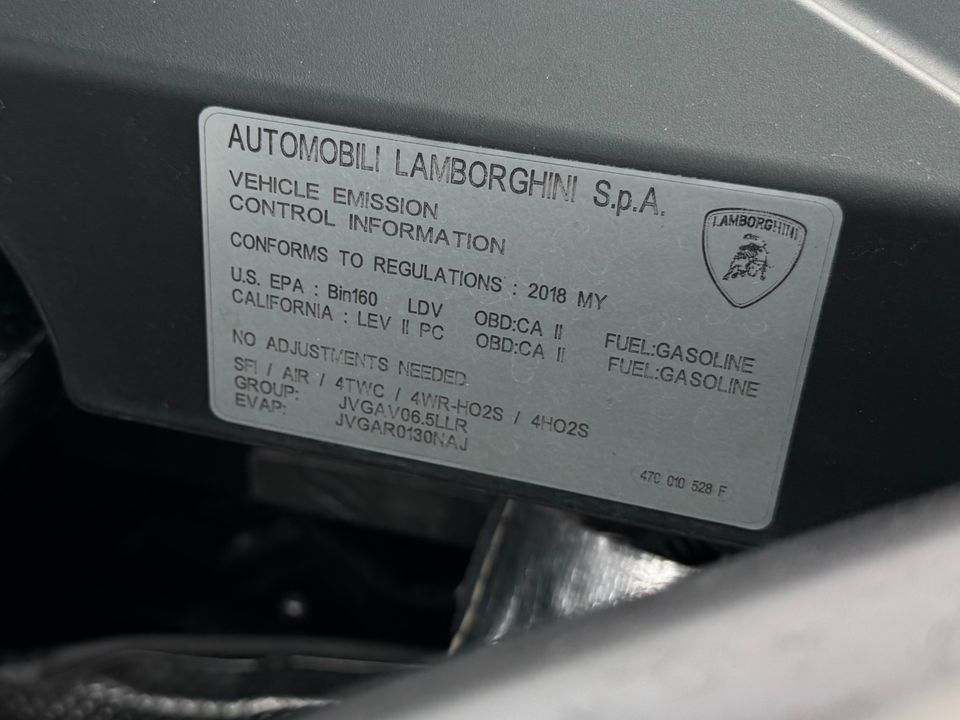 AUTOMOBILI LAMBORGHINI S.p.A.
LAMBORGHINI
VEHICLE EMISSION
CONTROL INFORMATION
CONFORMS TO REGULATIONS : 2018 MY
U.S. EPA : Bin160 LDV OBD:CA II FUEL:GASOLINE
CALIFORNIA : LEV II PC OBD:CA II FUEL:GASOLINE
NO ADJUSTMENTS NEEDED
SFI / AIR / 4TWC / 4WR-HO2S / 4HO2S
GROUP: JVGAV06.5LLR
EVAP: JVGAR0130NAJ
470 010 528 F